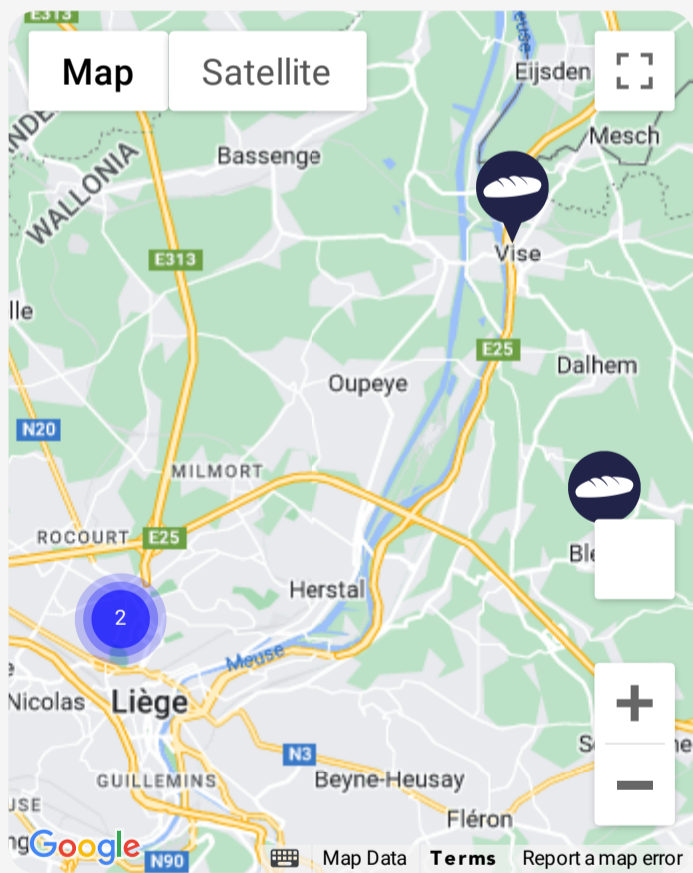 E313
Map
Satellite
Eijsden
Mesch
Bassenge
WALLONIA
E313
Vise
E25
Dalhem
Oupeye
N20
MILMORT
ROCOURT
E25
Herstal
2
Meuse
Nicolas
Liège
N3
GUILLEMINS
Beyne-Heusay
Fléron
Google
N90
Map Data
Terms
Report a map error